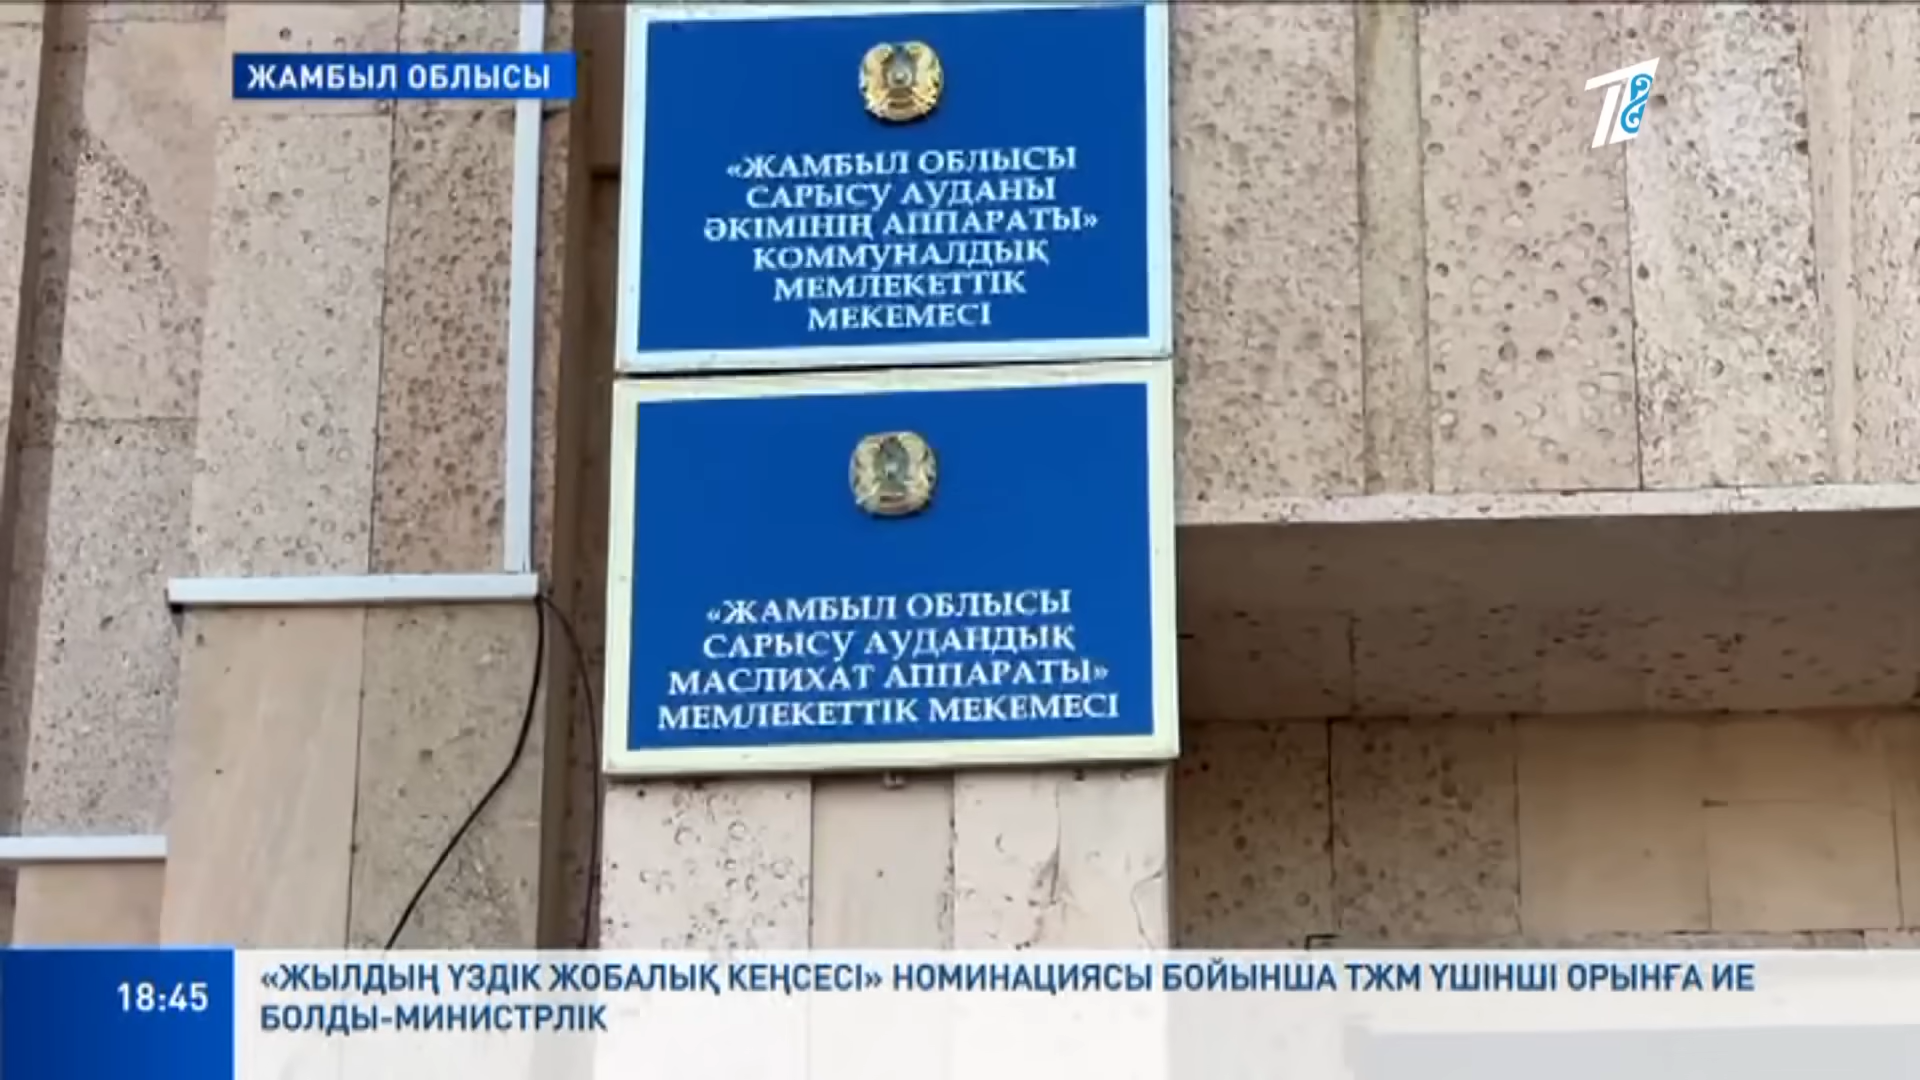 ЖАМБЫЛ ОБЛЫСЫ
«ЖАМБЫЛ ОБЛЫСЫ
САРЫСУ АУДАНЫ
ӘКІМІНІҢ АППАРАТЫ»
КОММУНАЛДЫҚ
МЕМЛЕКЕТТІК
МЕКЕМЕСІ
«ЖАМБЫЛ ОБЛЫСЫ
САРЫСУ АУДАНДЫҚ
МАСЛИХАТ АППАРАТЫ»
МЕМЛЕКЕТТІК МЕКЕМЕСІ
18:45
«ЖЫЛДЫҢ ҮЗДІК ЖОБАЛЫҚ КЕҢСЕСІ» НОМИНАЦИЯСЫ БОЙЫНША ТЖМ ҮШІНШІ ОРЫНҒА ИЕ
БОЛДЫ-МИНИСТРЛІК